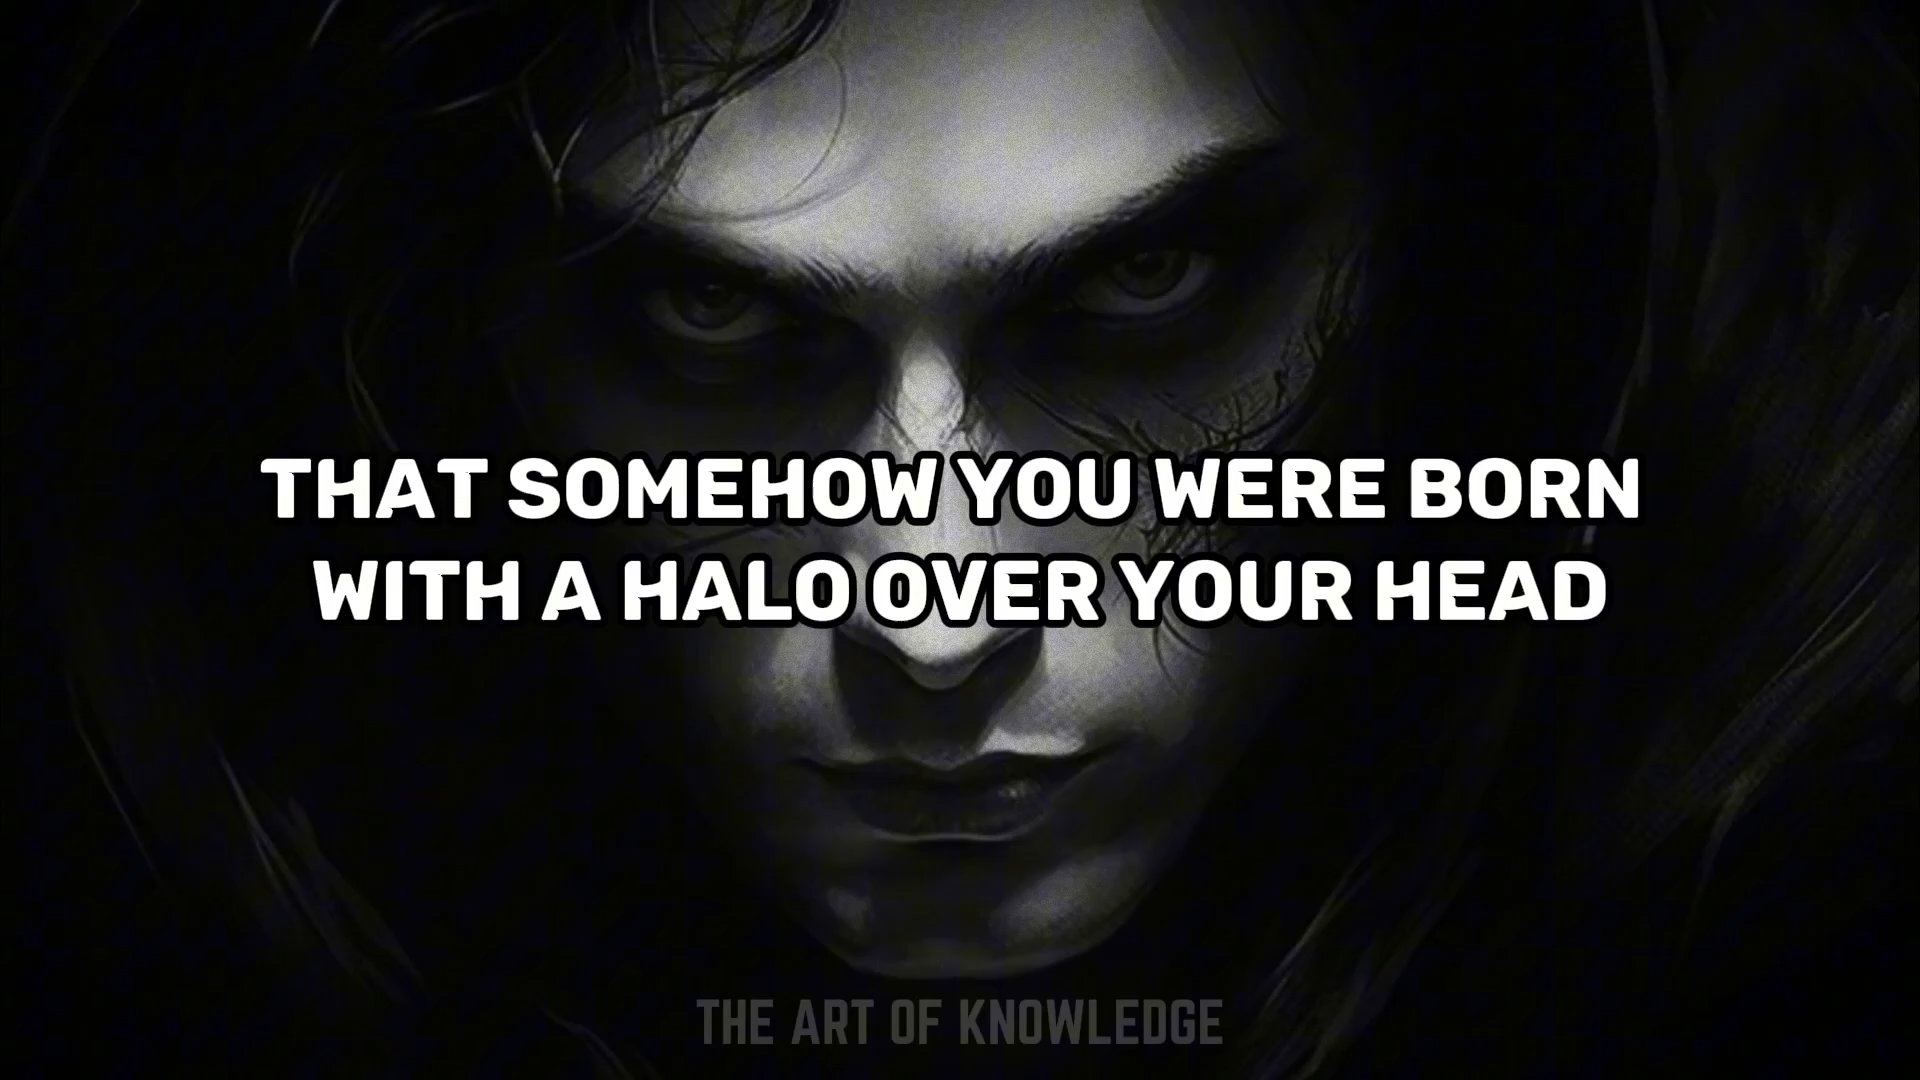 THAT SOMEHOW YOU WERE BORN
WITH A HALO OVER YOUR HEAD
THE ART OF KNOWLEDGE